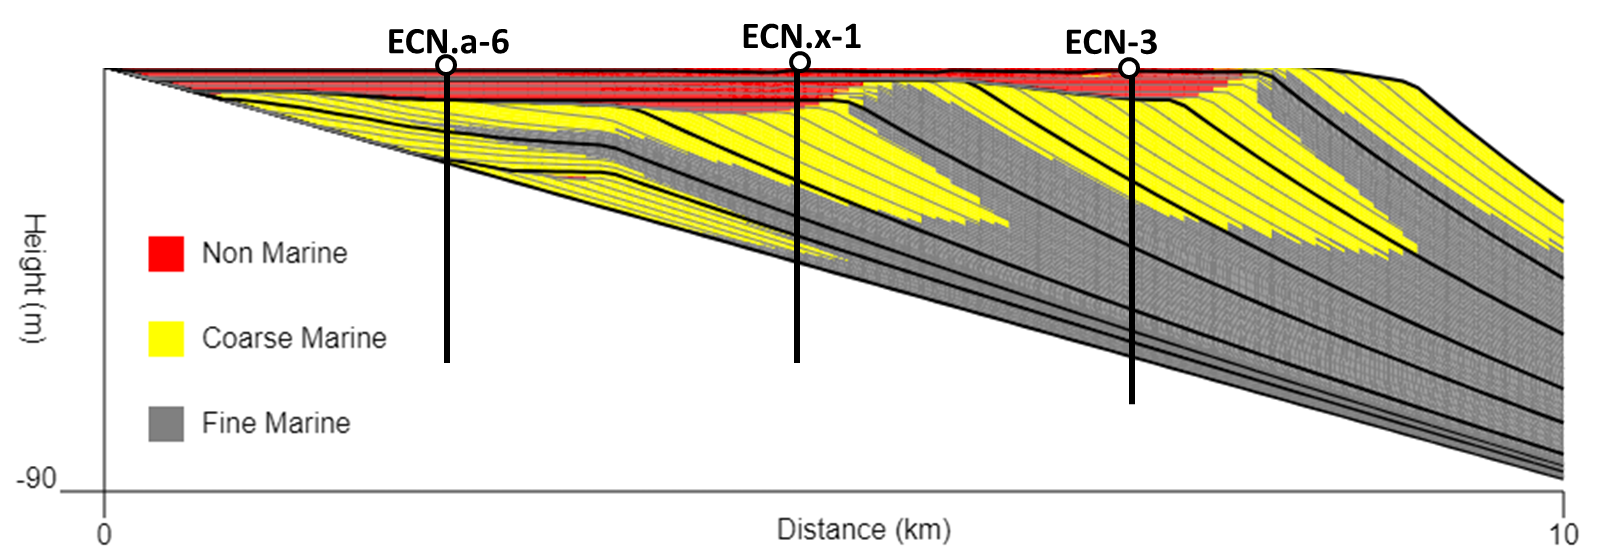 ECN.a-6
ECN.x-1
ECN-3
Height (m)
Non Marine
Coarse Marine
Fine Marine
-90
0
Distance (km)
10